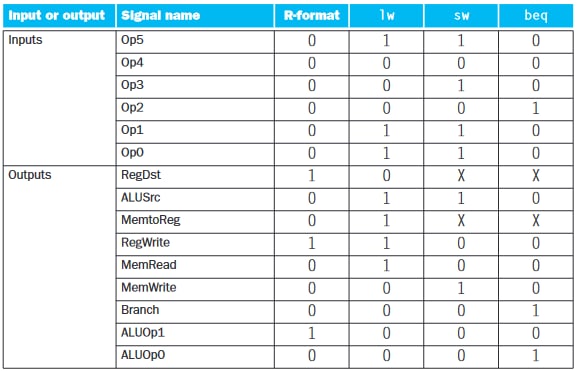 Input or output Signal name R-format lw sw beq
Inputs Op5 0 1 1 0
Op4 0 0 0 0
Op3 0 0 1 0
Op2 0 0 0 1
Op1 0 1 1 0
Op0 0 1 1 0
Outputs RegDst 1 0 X X
ALUSrc 0 1 1 0
MemtoReg 0 1 X X
RegWrite 1 1 0 0
MemRead 0 1 0 0
MemWrite 0 0 1 0
Branch 0 0 0 1
ALUOp1 1 0 0 0
ALUOp0 0 0 0 1